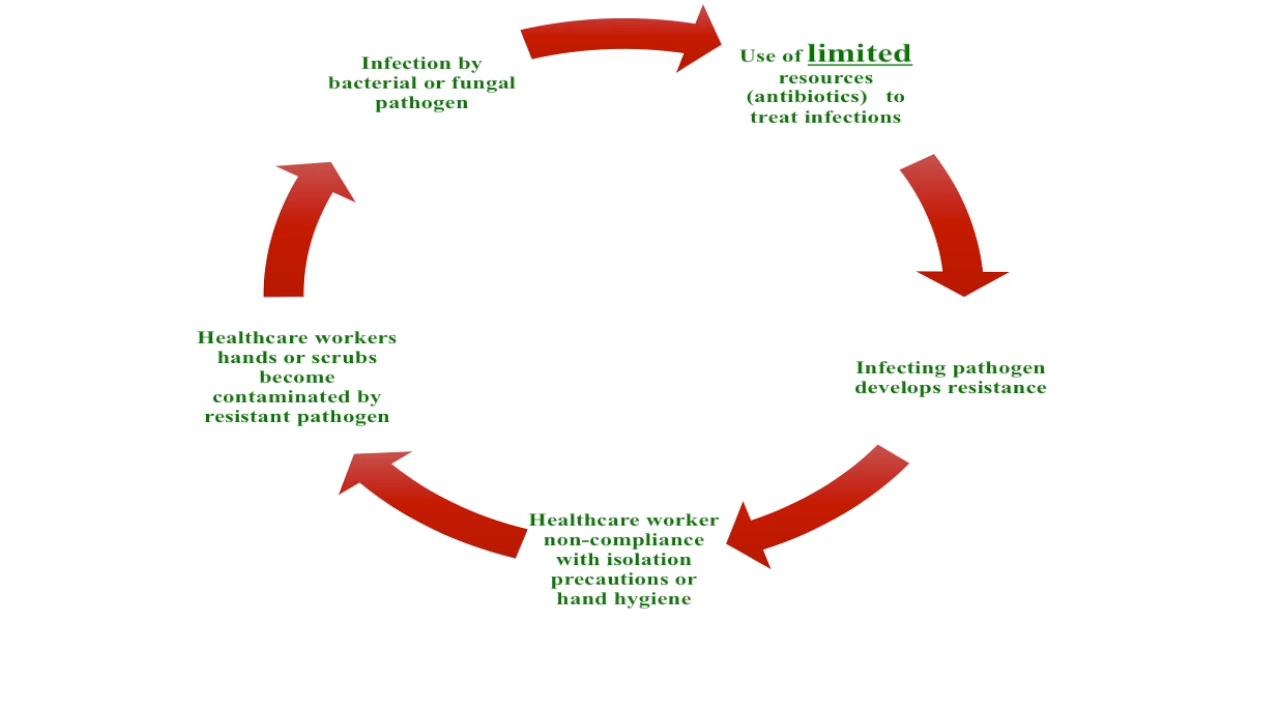 Infection by
bacterial or fungal
pathogen
Use of limited
resources
(antibiotics) to
treat infections
Infecting pathogen
develops resistance
Healthcare worker
non-compliance
with isolation
precautions or
hand hygiene
Healthcare workers
hands or scrubs
become
contaminated by
resistant pathogen